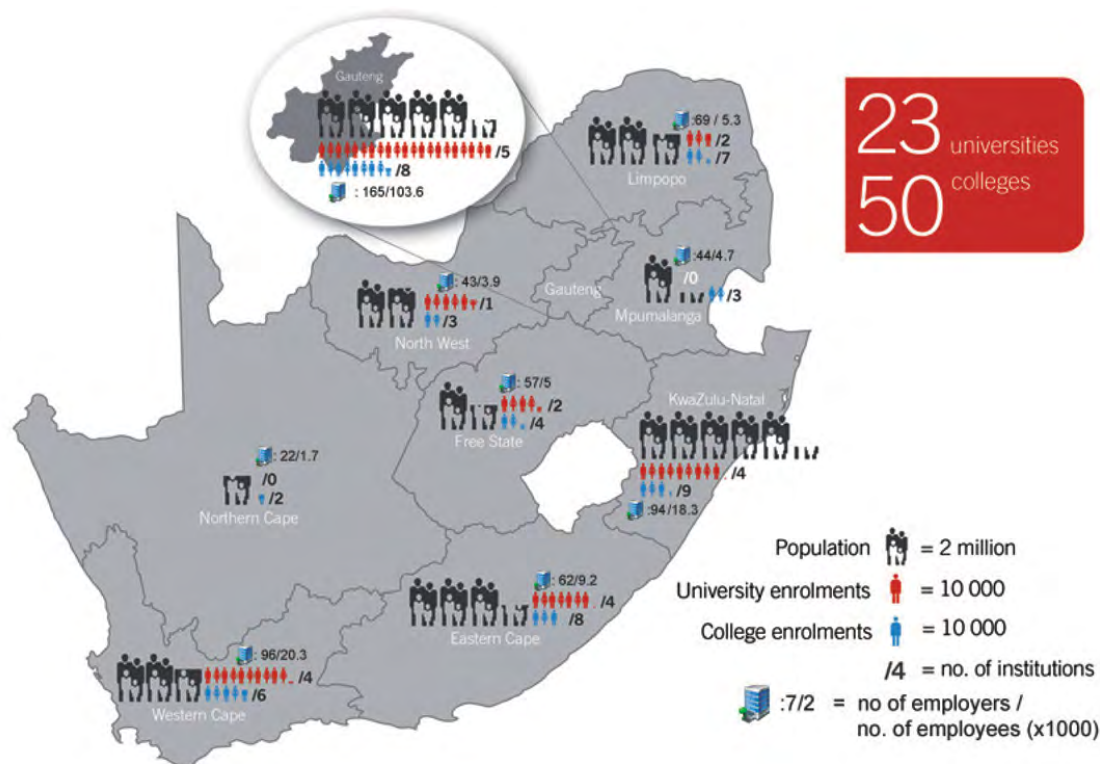 Gauteng
/5
/8
: 165/103.6
:69 / 5.3
/2
/7
Limpopo
23 universities
50 colleges
:44/4.7
/0
/3
Mpumalanga
Gauteng
: 43/3.9
/1
/3
North West
: 57/5
/2
/4
Free State
KwaZulu-Natal
/4
/9
:94/18.3
: 22/1.7
/0
/2
Northern Cape
: 62/9.2
/4
/8
Eastern Cape
: 96/20.3
/4
/6
Western Cape
Population = 2 million
University enrolments = 10 000
College enrolments = 10 000
/4 = no. of institutions
:7/2 = no of employers /
no. of employees (x1000)